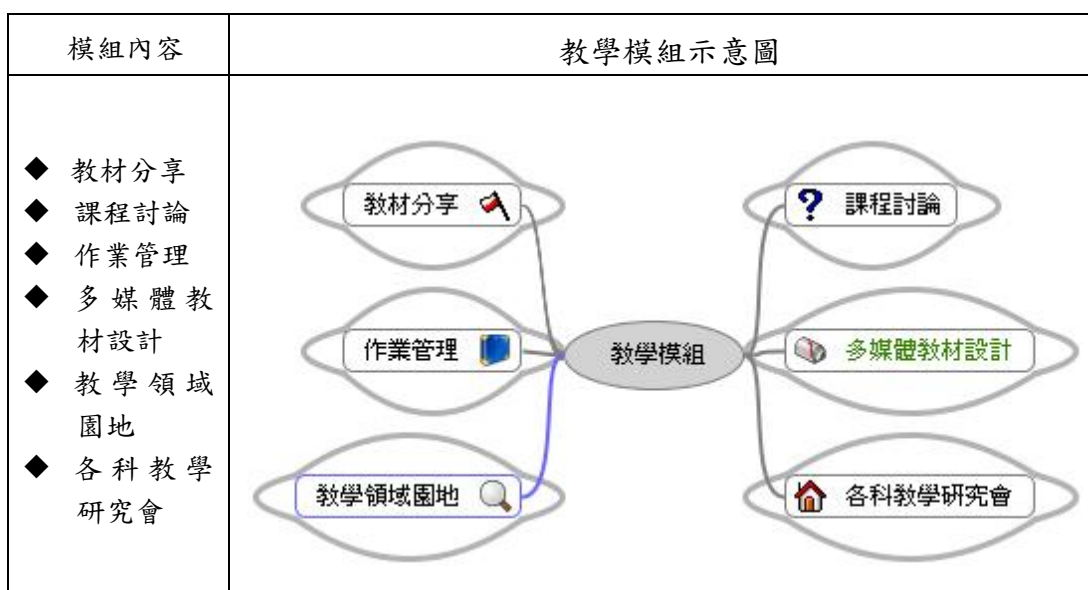 模組內容
教學模組示意圖
◆ 教材分享
◆ 課程討論
◆ 作業管理
◆ 多媒體教
材設計
◆ 教學領域
園地
◆ 各科教學
研究會
教材分享
課程討論
作業管理
教學模組
多媒體教材設計
教學領域園地
各科教學研究會